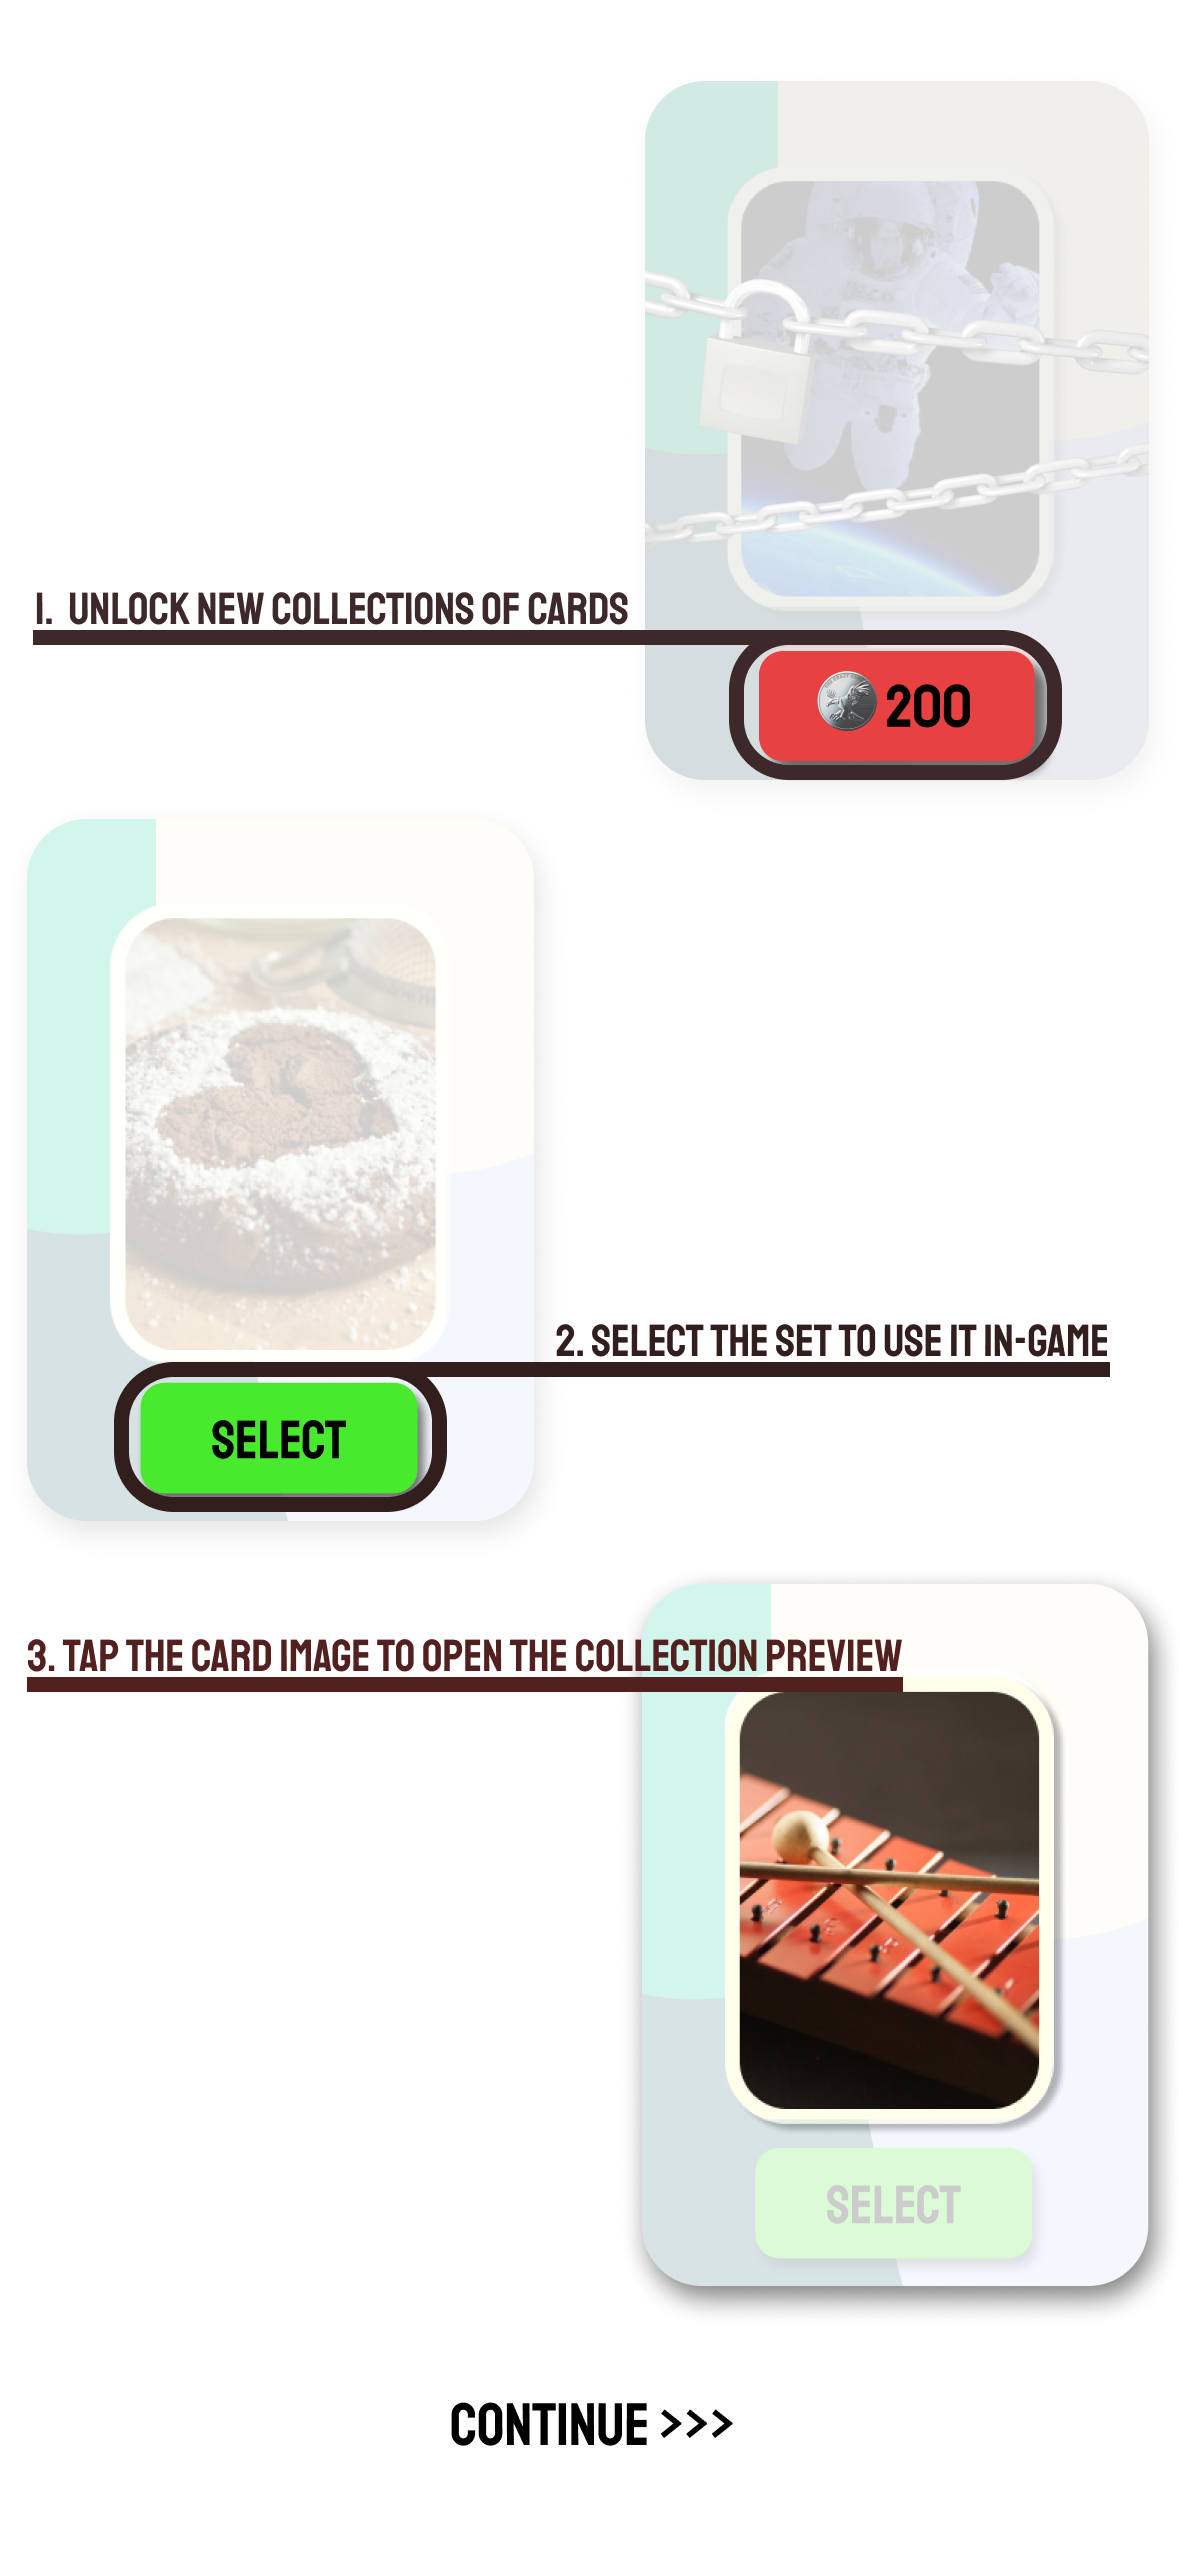 1. UNLOCK NEW COLLECTIONS OF CARDS
200
2. SELECT THE SET TO USE IT IN-GAME
SELECT
3. TAP THE CARD IMAGE TO OPEN THE COLLECTION PREVIEW
SELECT
CONTINUE >>>